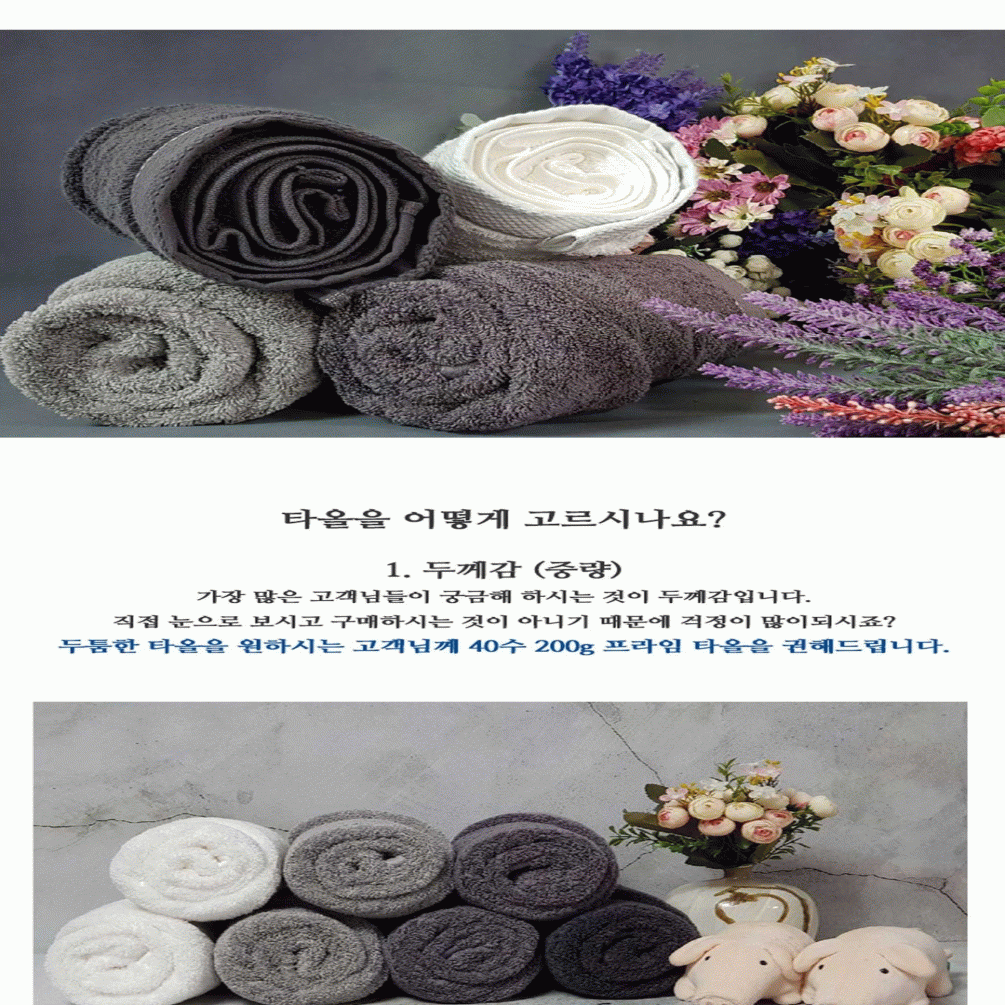 타올을 어떻게 고르시나요?
1. 두께감 (중량)
가장 많은 고객님들이 궁금해 하시는 것이 두께감입니다.
직접 눈으로 보시고 구매하시는 것이 아니기 때문에 걱정이 많이되시죠?
두툼한 타올을 원하시는 고객님께 40수 200g 프라임 타올을 권해드립니다.